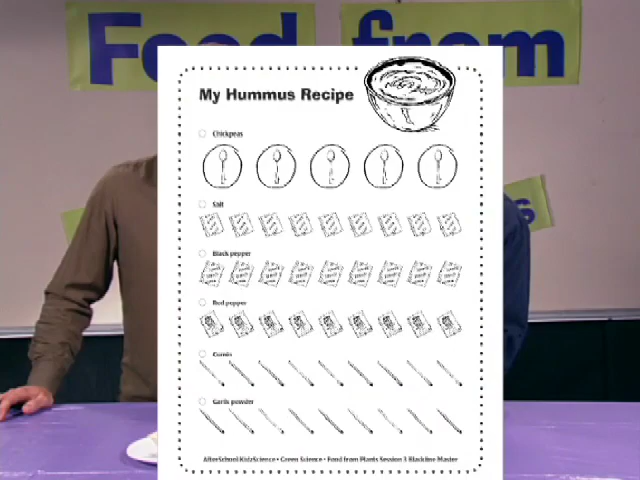 Food from
My Hummus Recipe
Chickpeas
Salt
Black pepper
Red pepper
Cumin
Garlic powder
AfterSchool KidzScience • Green Science • Food from Plants Session 3 Blackline Master